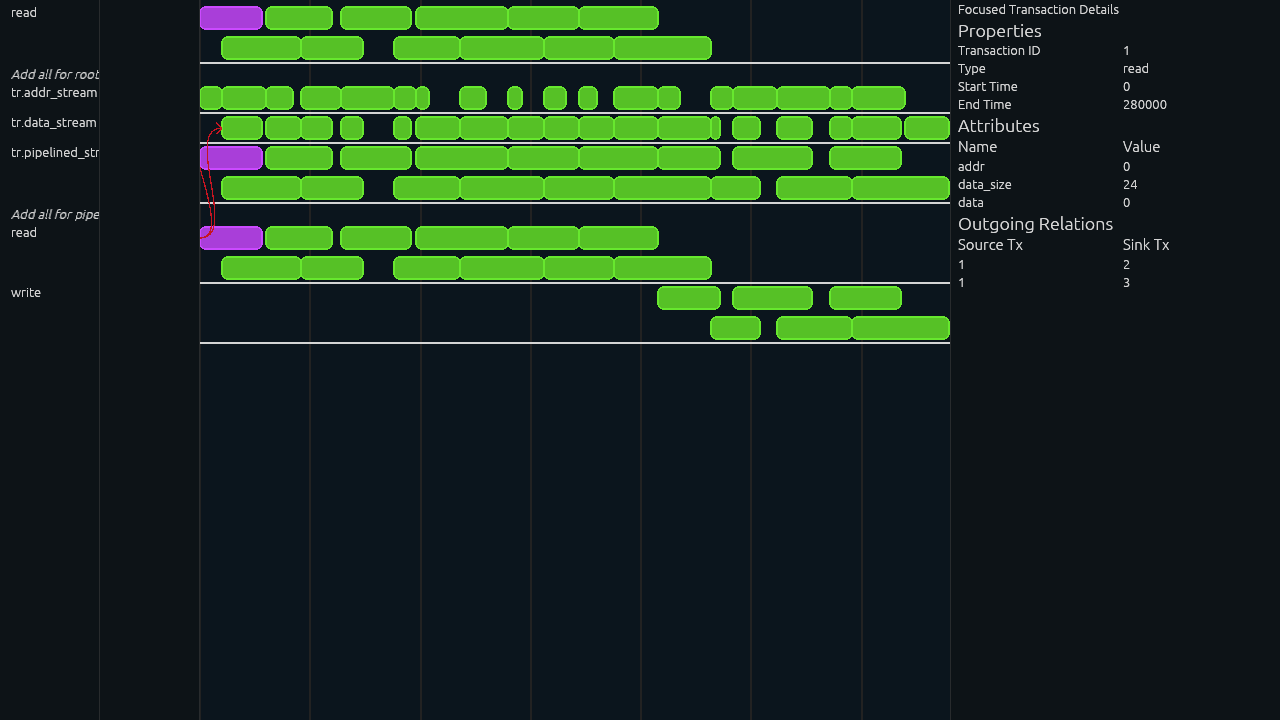 read
Add all for root
tr.addr_stream
tr.data_stream
tr.pipelined_str
Add all for pipe
read
write
Focused Transaction Details
Properties
Transaction ID 1
Type read
Start Time 0
End Time 280000
Attributes
Name Value
addr 0
data_size 24
data 0
Outgoing Relations
Source Tx Sink Tx
1 2
1 3